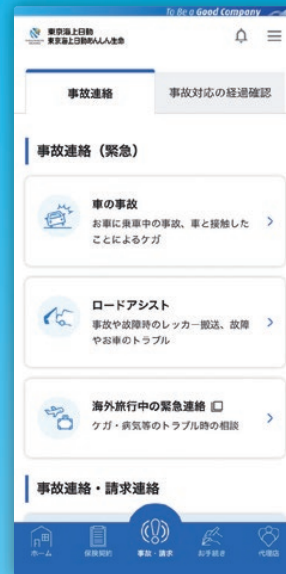 To Be a Good Company
東京海上日動
東京海上日動あんしん生命
事故連絡
事故対応の経過確認
事故連絡（緊急）
車の事故
お車に乗車中の事故、車と接触した
ことによるケガ
ロードアシスト
事故や故障時のレッカー搬送、故障
やお車のトラブル
海外旅行中の緊急連絡
ケガ・病気等のトラブル時の相談
事故連絡・請求連絡
ホーム
保険契約
事故・請求
お手続き
代理店